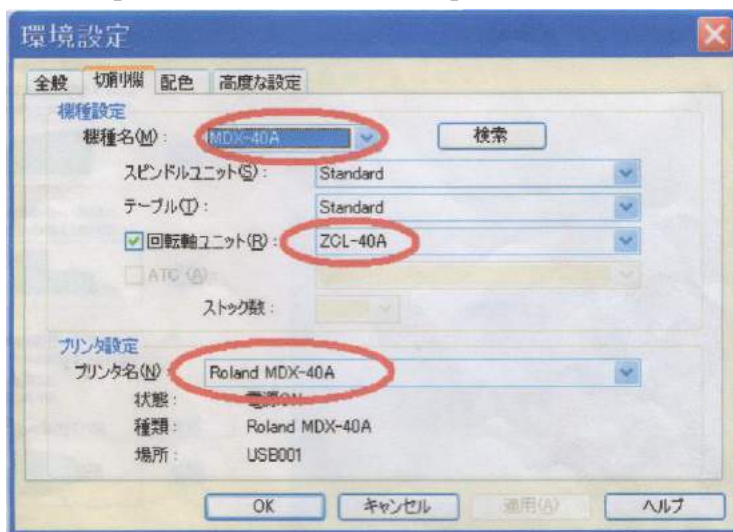 環境設定
全般 切削機 配色 高度な設定
機種設定
機種名(M): MDX-40A 検索
スピンドルユニット(S): Standard
テーブル(T): Standard
回転軸ユニット(R): ZCL-40A
ATC (A):
ストック数:
プリンタ設定
プリンタ名(N): Roland MDX-40A
状態: 電源ON
種類: Roland MDX-40A
場所: USB001
OK キャンセル 適用(A) ヘルプ